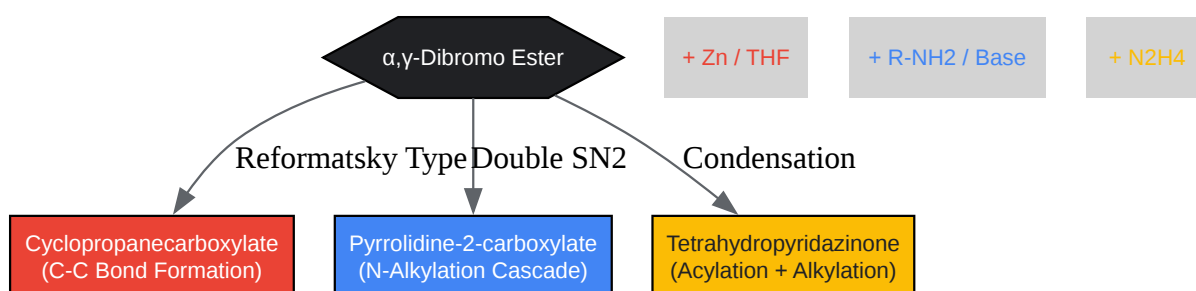 α,γ-Dibromo Ester
+ Zn / THF
+ R-NH2 / Base
+ N2H4
Reformatsky Type
Double SN2
Condensation
Cyclopropanecarboxylate
(C-C Bond Formation)
Pyrrolidine-2-carboxylate
(N-Alkylation Cascade)
Tetrahydropyridazinone
(Acylation + Alkylation)